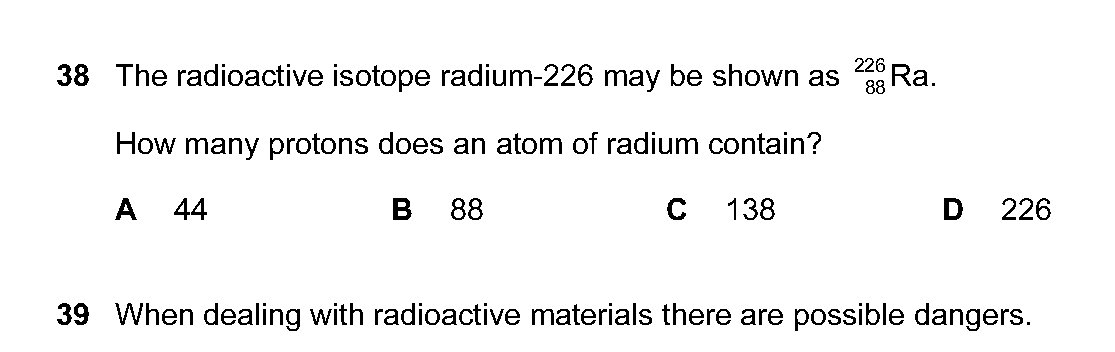 38 The radioactive isotope radium-226 may be shown as ²²⁶₈₈Ra.
How many protons does an atom of radium contain?
A 44 B 88 C 138 D 226
39 When dealing with radioactive materials there are possible dangers.